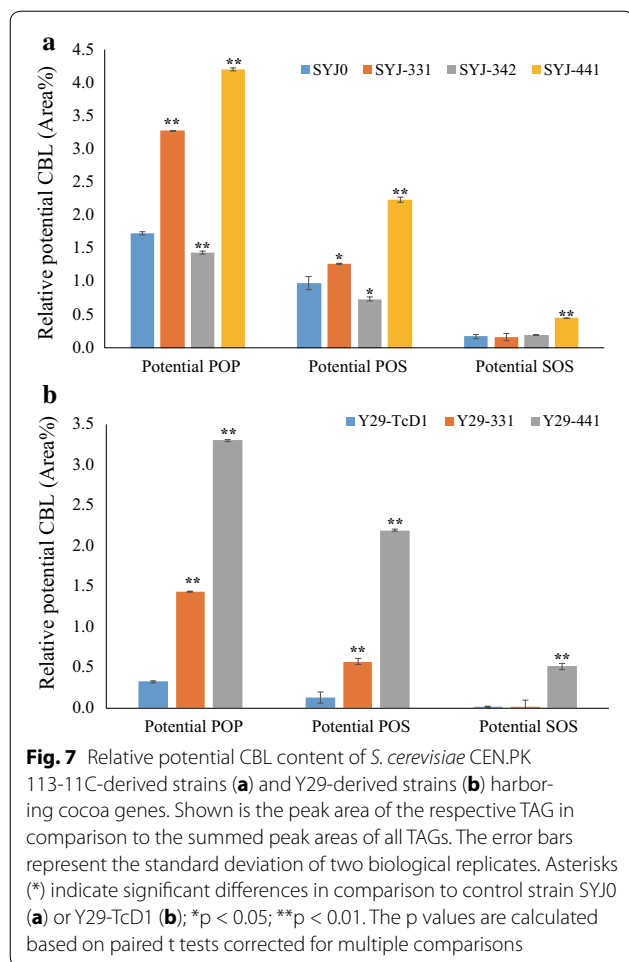 a
4.5
4.0
3.5
3.0
2.5
2.0
1.5
1.0
0.5
0.0
Relative potential CBL (Area%)
SYJ0 SYJ-331 SYJ-342 SYJ-441
** ** **
* * **
**
Potential POP Potential POS Potential SOS
b
3.5
3.0
2.5
2.0
1.5
1.0
0.5
0.0
Relative potential CBL (Area%)
Y29-TcD1 Y29-331 Y29-441
** **
** **
**
Potential POP Potential POS Potential SOS
Fig. 7 Relative potential CBL content of S. cerevisiae CEN.PK
113-11C-derived strains (a) and Y29-derived strains (b) harbor-
ing cocoa genes. Shown is the peak area of the respective TAG in
comparison to the summed peak areas of all TAGs. The error bars
represent the standard deviation of two biological replicates. Asterisks
(*) indicate significant differences in comparison to control strain SYJ0
(a) or Y29-TcD1 (b); *p < 0.05; **p < 0.01. The p values are calculated
based on paired t tests corrected for multiple comparisons